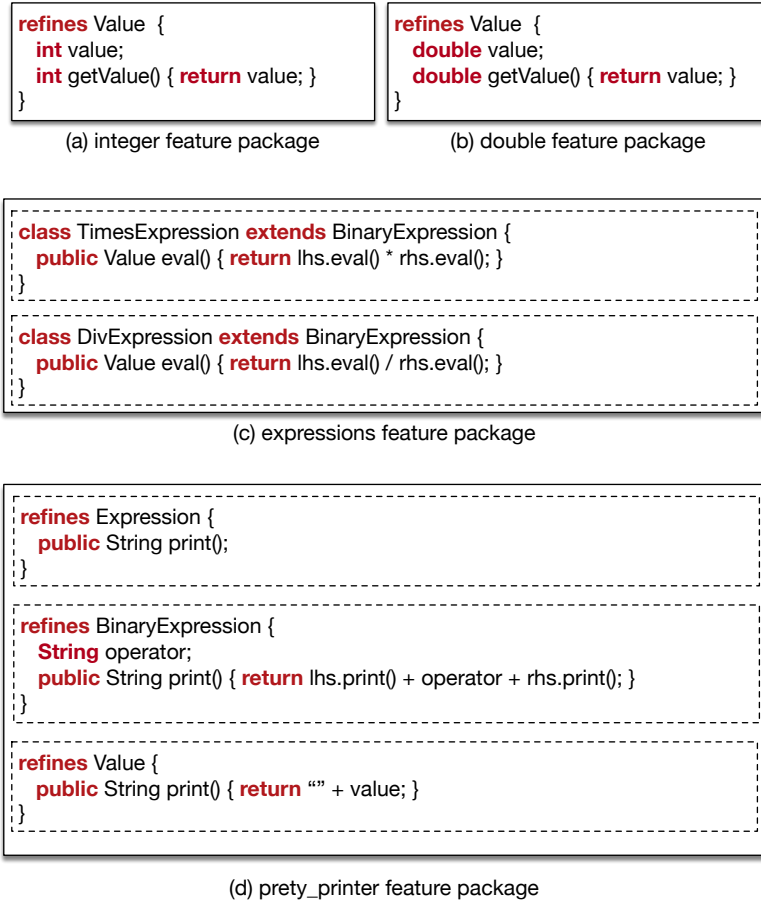 refines Value {
int value;
int getValue() { return value; }
}
(a) integer feature package
refines Value {
double value;
double getValue() { return value; }
}
(b) double feature package
class TimesExpression extends BinaryExpression {
public Value eval() { return lhs.eval() * rhs.eval(); }
}
class DivExpression extends BinaryExpression {
public Value eval() { return lhs.eval() / rhs.eval(); }
}
(c) expressions feature package
refines Expression {
public String print();
}
refines BinaryExpression {
String operator;
public String print() { return lhs.print() + operator + rhs.print(); }
}
refines Value {
public String print() { return “” + value; }
}
(d) prety_printer feature package